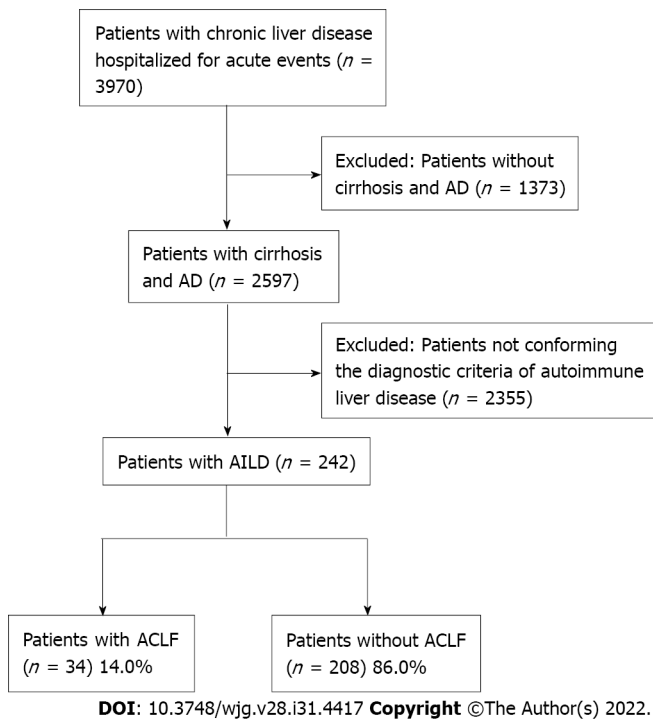 Patients with chronic liver disease
hospitalized for acute events (n =
3970)
Excluded: Patients without
cirrhosis and AD (n = 1373)
Patients with cirrhosis
and AD (n = 2597)
Excluded: Patients not conforming
the diagnostic criteria of autoimmune
liver disease (n = 2355)
Patients with AILD (n = 242)
Patients with ACLF
(n = 34) 14.0%
Patients without ACLF
(n = 208) 86.0%
DOI: 10.3748/wjg.v28.i31.4417 Copyright ©The Author(s) 2022.